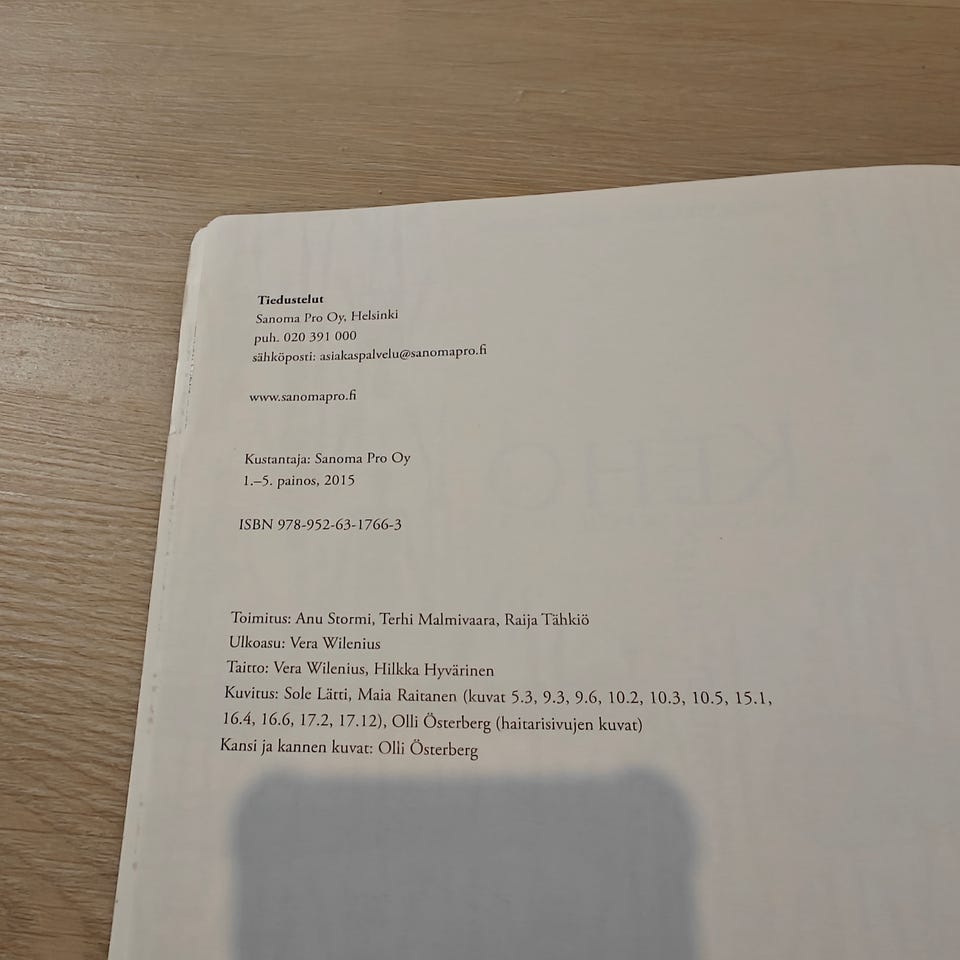 Tiedustelut
Sanoma Pro Oy, Helsinki
puh. 020 391 000
sähköposti: asiakaspalvelu@sanomapro.fi
www.sanomapro.fi
Kustantaja: Sanoma Pro Oy
1.–5. painos, 2015
ISBN 978-952-63-1766-3
Toimitus: Anu Stormi, Terhi Malmivaara, Raija Tähkiö
Ulkoasu: Vera Wilenius
Taitto: Vera Wilenius, Hilkka Hyvärinen
Kuvitus: Sole Lätti, Maia Raitanen (kuvat 5.3, 9.3, 9.6, 10.2, 10.3, 10.5, 15.1,
16.4, 16.6, 17.2, 17.12), Olli Österberg (haitarisivujen kuvat)
Kansi ja kannen kuvat: Olli Österberg
KEHO